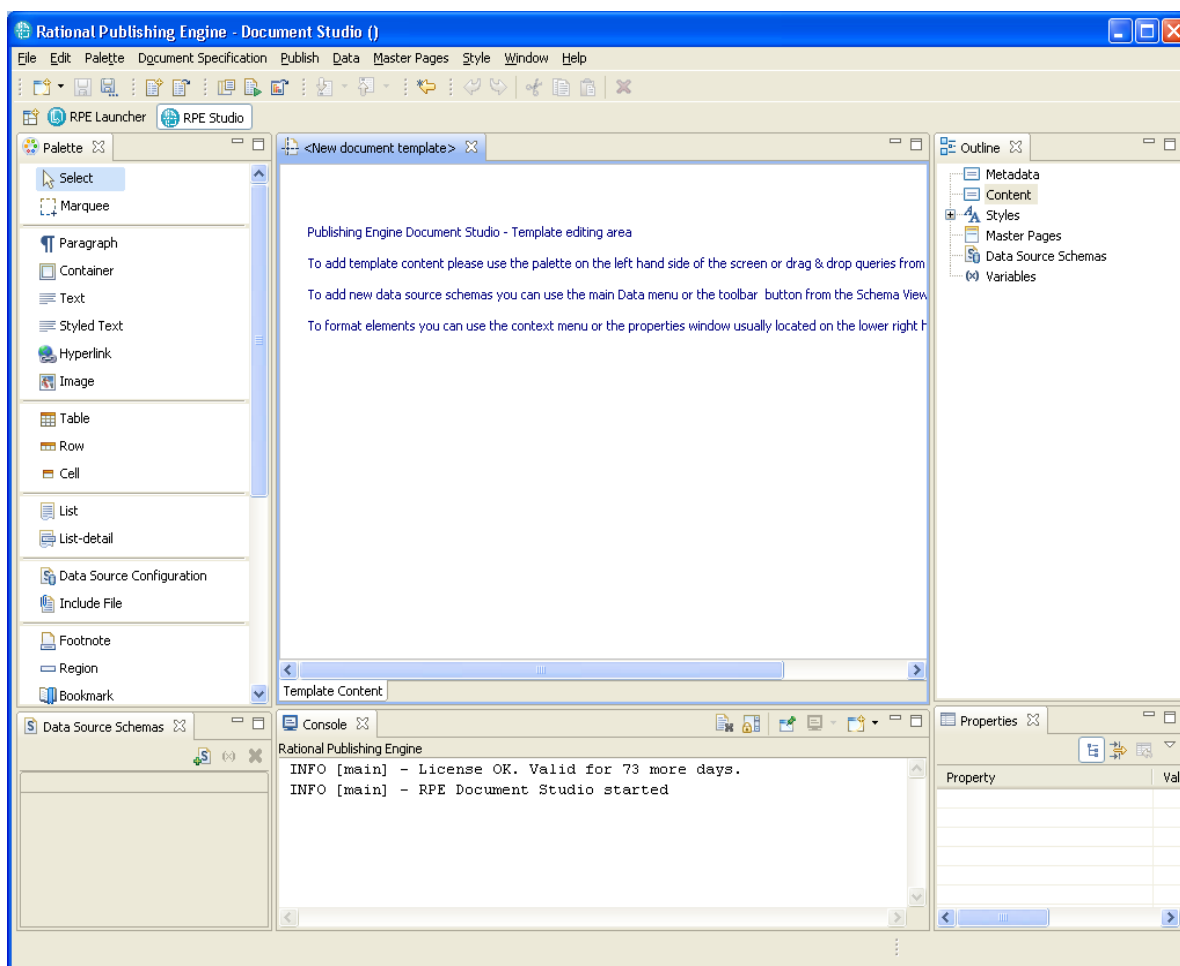 Rational Publishing Engine - Document Studio ()
File Edit Palette Document Specification Publish Data Master Pages Style Window Help
RPE Launcher RPE Studio
Palette
Select
Marquee
Paragraph
Container
Text
Styled Text
Hyperlink
Image
Table
Row
Cell
List
List-detail
Data Source Configuration
Include File
Footnote
Region
Bookmark
<New document template>
Publishing Engine Document Studio - Template editing area
To add template content please use the palette on the left hand side of the screen or drag & drop queries from
To add new data source schemas you can use the main Data menu or the toolbar button from the Schema View
To format elements you can use the context menu or the properties window usually located on the lower right h
Template Content
Outline
Metadata
Content
Styles
Master Pages
Data Source Schemas
(x) Variables
Data Source Schemas
Console
Rational Publishing Engine
INFO [main] - License OK. Valid for 73 more days.
INFO [main] - RPE Document Studio started
Properties
Property Val